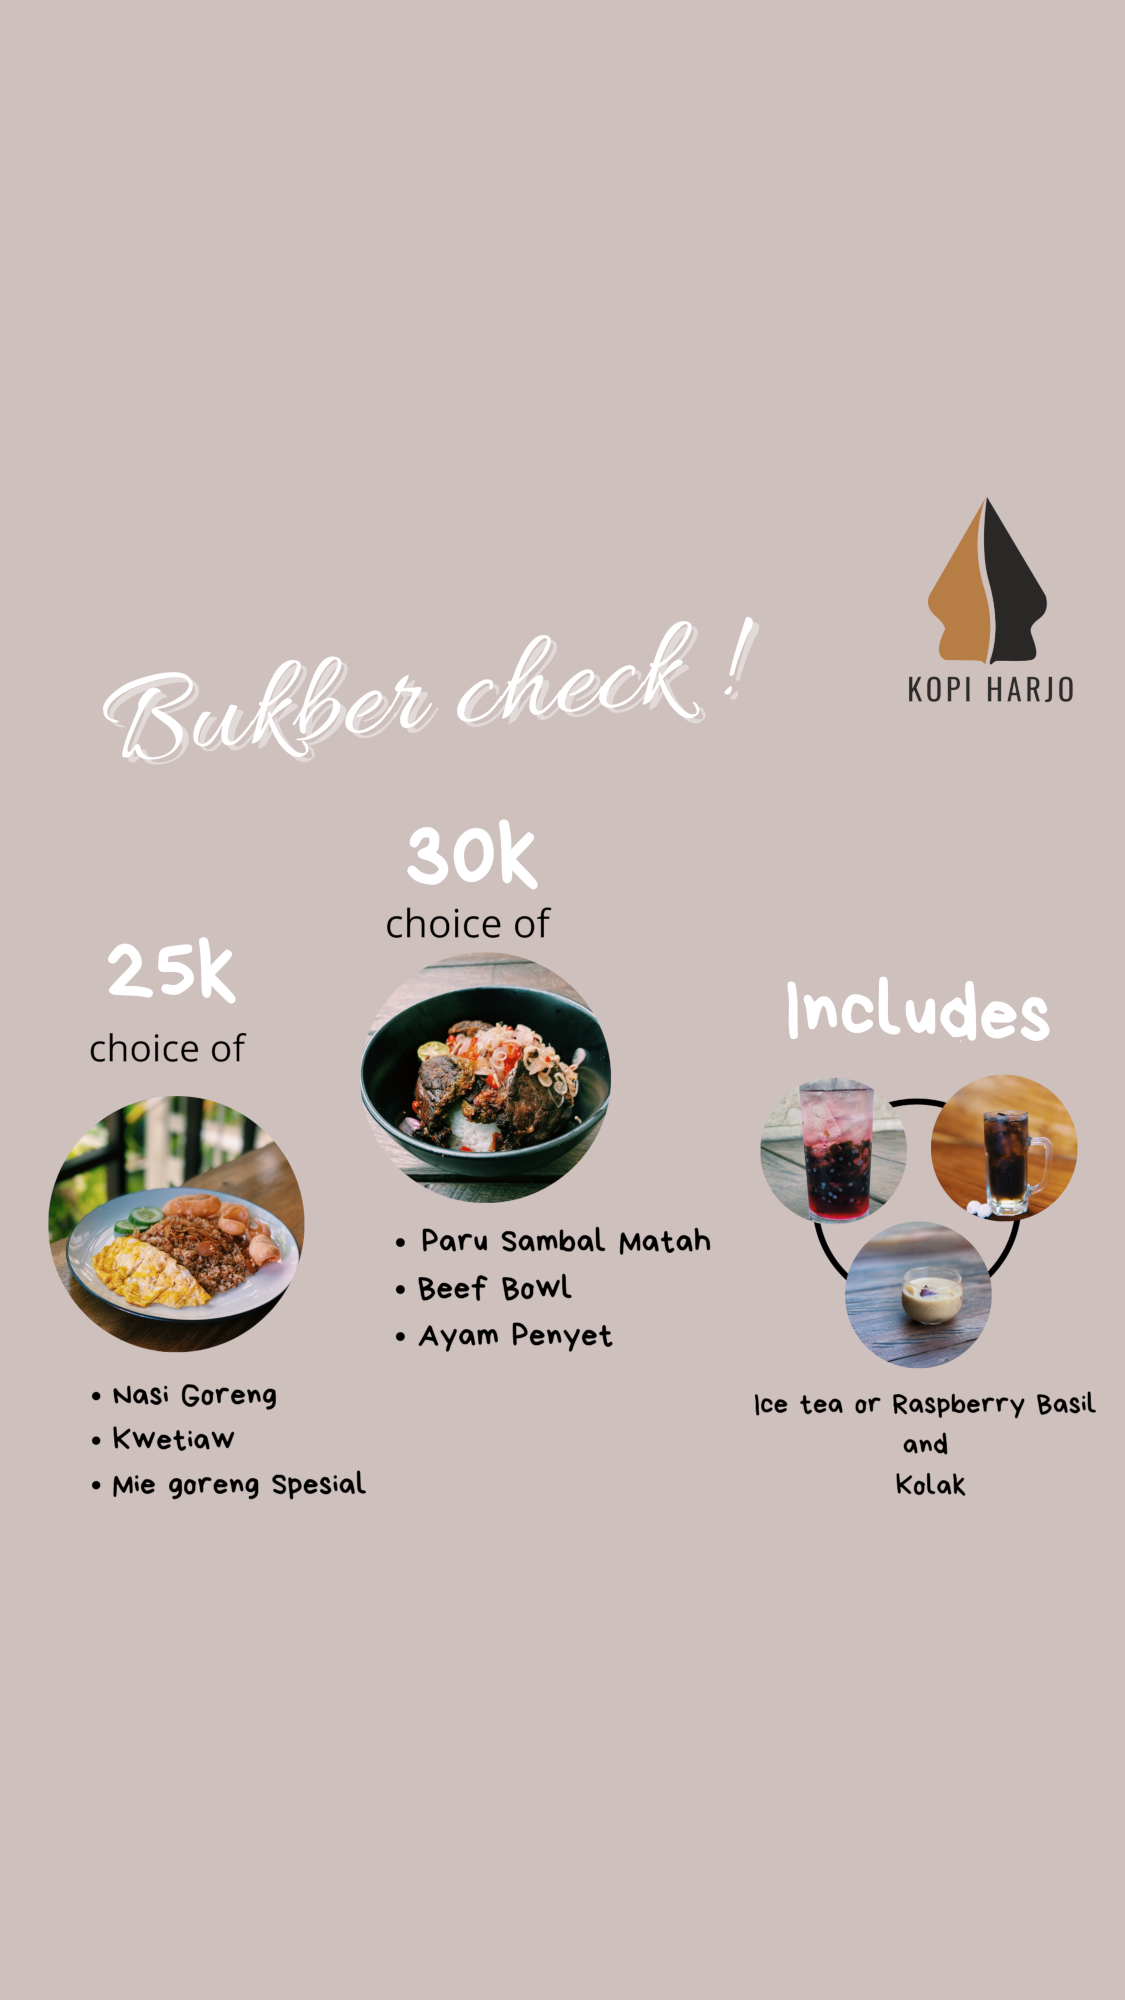 KOPI HARJO
Bukber check !
25k
choice of
Nasi Goreng
Kwetiaw
Mie goreng Spesial
30k
choice of
Paru Sambal Matah
Beef Bowl
Ayam Penyet
Includes
Ice tea or Raspberry Basil
and
Kolak